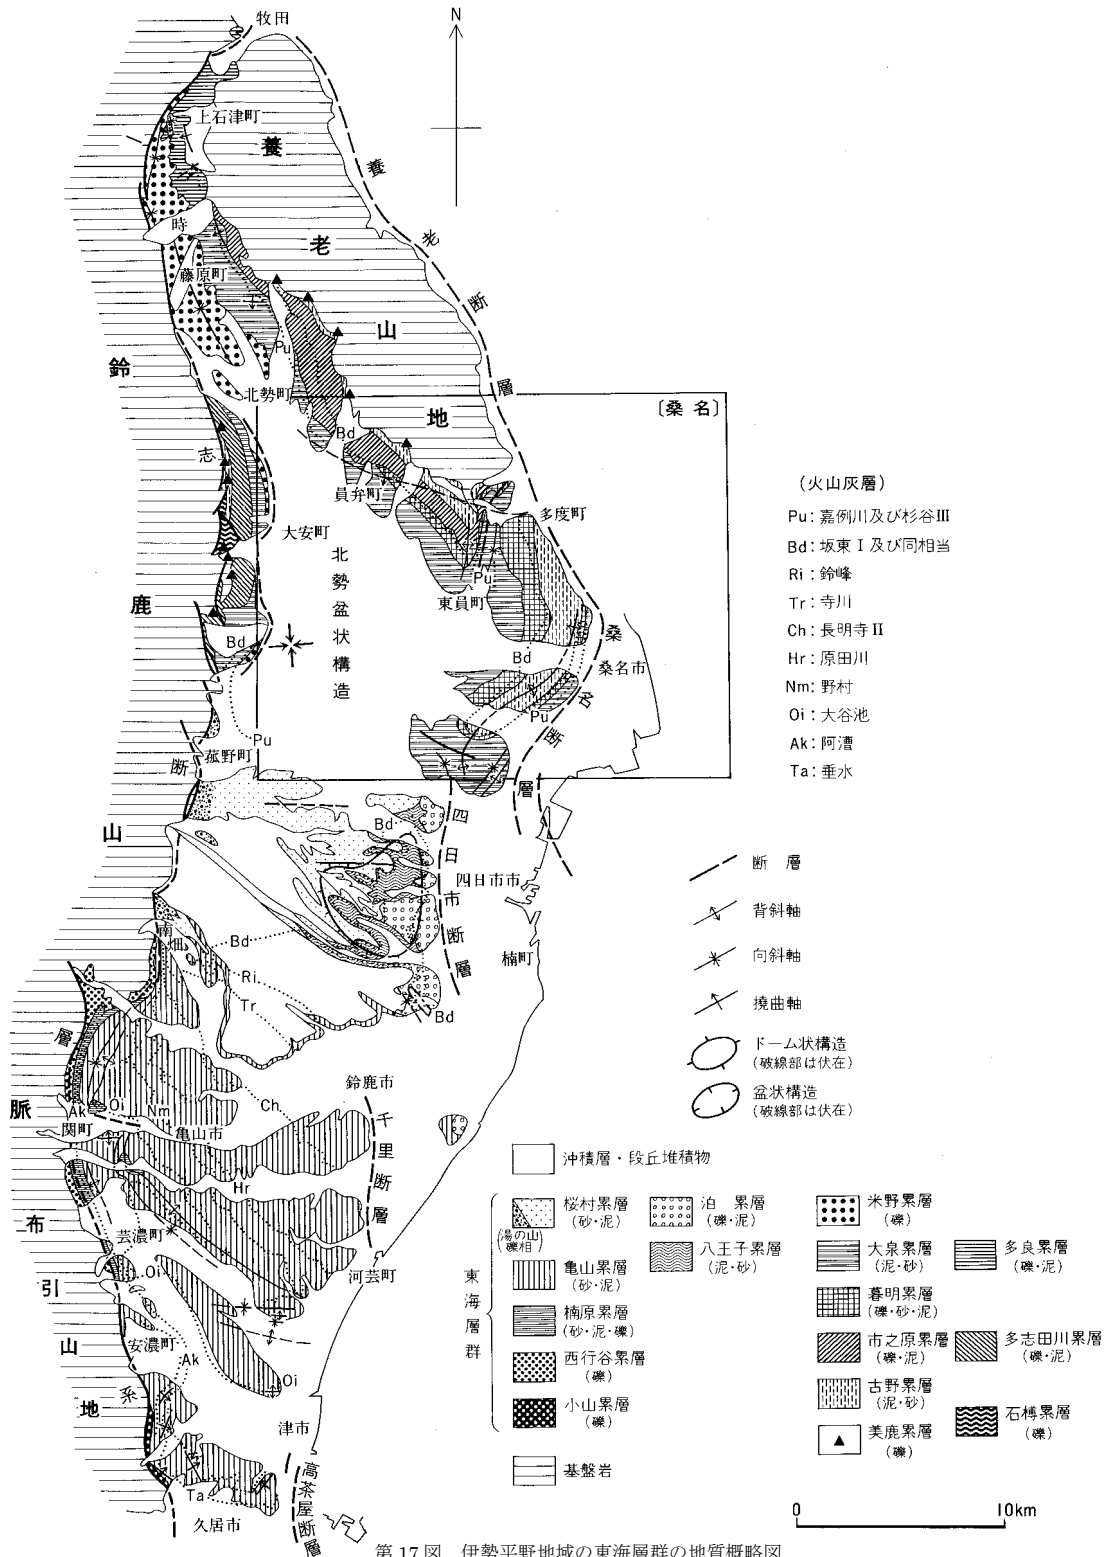 牧田
N
上石津町
養老山地
養老断層
時
藤原町
Pu
北勢町
〔桑 名〕
鈴鹿山脈
志
Bd
員弁町
多度町
大安町
北勢盆状構造
Pu
東員町
Bd
Bd
桑名市
桑名断層
Pu
Pu
菰野町
断
Bd
四日市断層
四日市市
南畑
Bd
Ri
Tr
Bd
楠町
層
鈴鹿市
Ch
千里断層
Ak
Oi
Nm
関町
亀山市
Hr
布引山地
芸濃町
Oi
河芸町
安濃町
Ak
Oi
系
津市
高茶屋断層
Ta
久居市
(火山灰層)
Pu: 嘉例川及び杉谷Ⅲ
Bd: 坂東Ⅰ及び同相当
Ri: 鈴峰
Tr: 寺川
Ch: 長明寺Ⅱ
Hr: 原田川
Nm: 野村
Oi: 大谷池
Ak: 阿漕
Ta: 垂水
断 層
背斜軸
向斜軸
撓曲軸
ドーム状構造
(破線部は伏在)
盆状構造
(破線部は伏在)
沖積層・段丘堆積物
東海層群
桜村累層
(砂・泥)
湯の山
(礫相)
亀山累層
(砂・泥)
楠原累層
(砂・泥・礫)
西行谷累層
(礫)
小山累層
(礫)
基盤岩
泊 累層
(礫・泥)
八王子累層
(泥・砂)
米野累層
(礫)
大泉累層
(泥・砂)
多良累層
(礫・泥)
暮明累層
(礫・砂・泥)
市之原累層
(礫・泥)
多志田川累層
(礫・泥)
古野累層
(泥・砂)
石榑累層
(礫)
美鹿累層
(礫)
0 10km
第 17 図 伊勢平野地域の東海層群の地質概略図